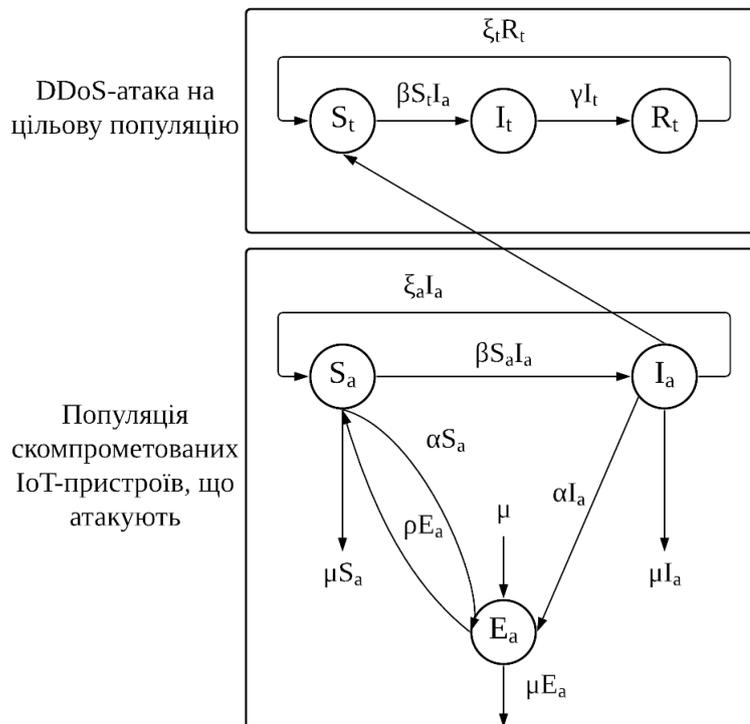 ξₜRₜ
DDoS-атака на
цільову популяцію
Sₜ
βSₜIₐ
Iₜ
γIₜ
Rₜ
ξₐIₐ
Sₐ
βSₐIₐ
Iₐ
Популяція
скомпрометованих
IoT-пристроїв, що
атакують
αSₐ
ρEₐ
μ
αIₐ
μSₐ
μIₐ
Eₐ
μEₐ